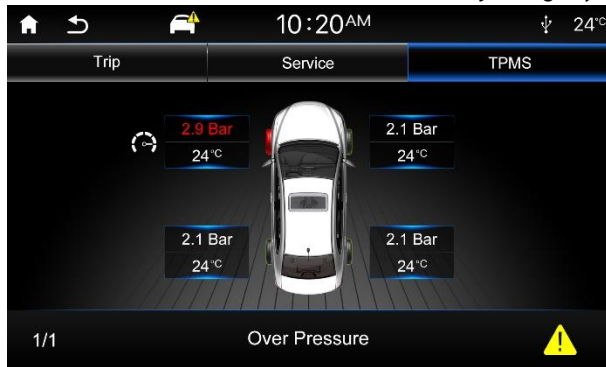 10:20AM 24°C
Trip Service TPMS
2.9 Bar 2.1 Bar
24°C 24°C
2.1 Bar 2.1 Bar
24°C 24°C
1/1 Over Pressure